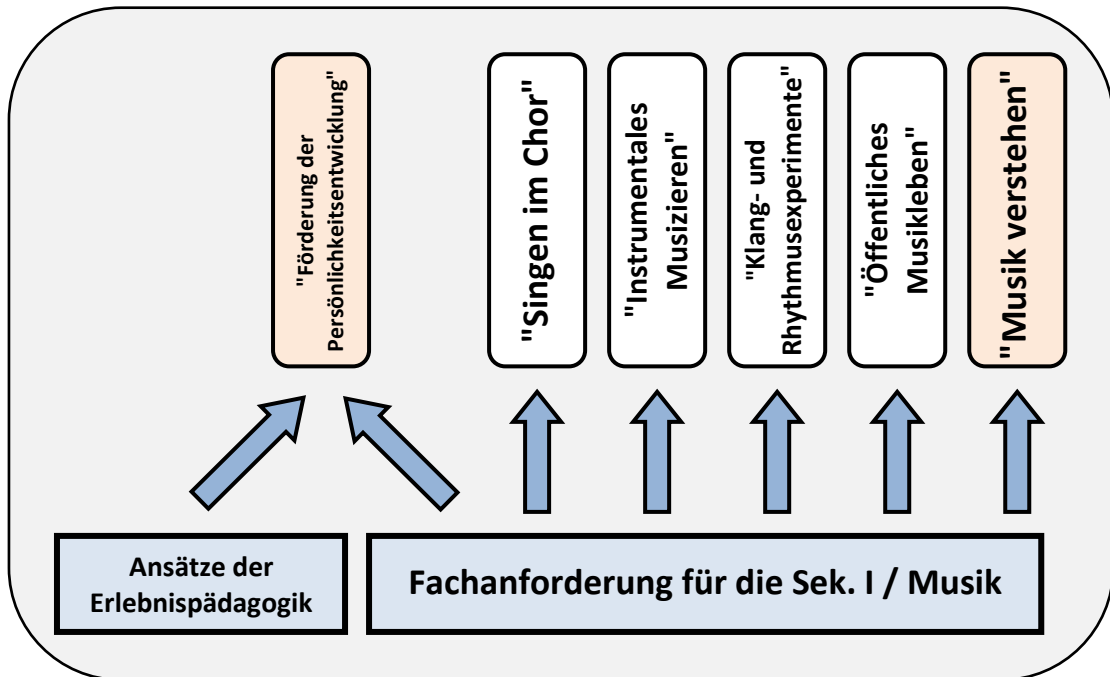 "Förderung der
Persönlichkeitsentwicklung"
"Singen im Chor"
"Instrumentales
Musizieren"
"Klang- und
Rhythmusexperimente"
"Öffentliches
Musikleben"
"Musik verstehen"
Ansätze der
Erlebnispädagogik
Fachanforderung für die Sek. I / Musik